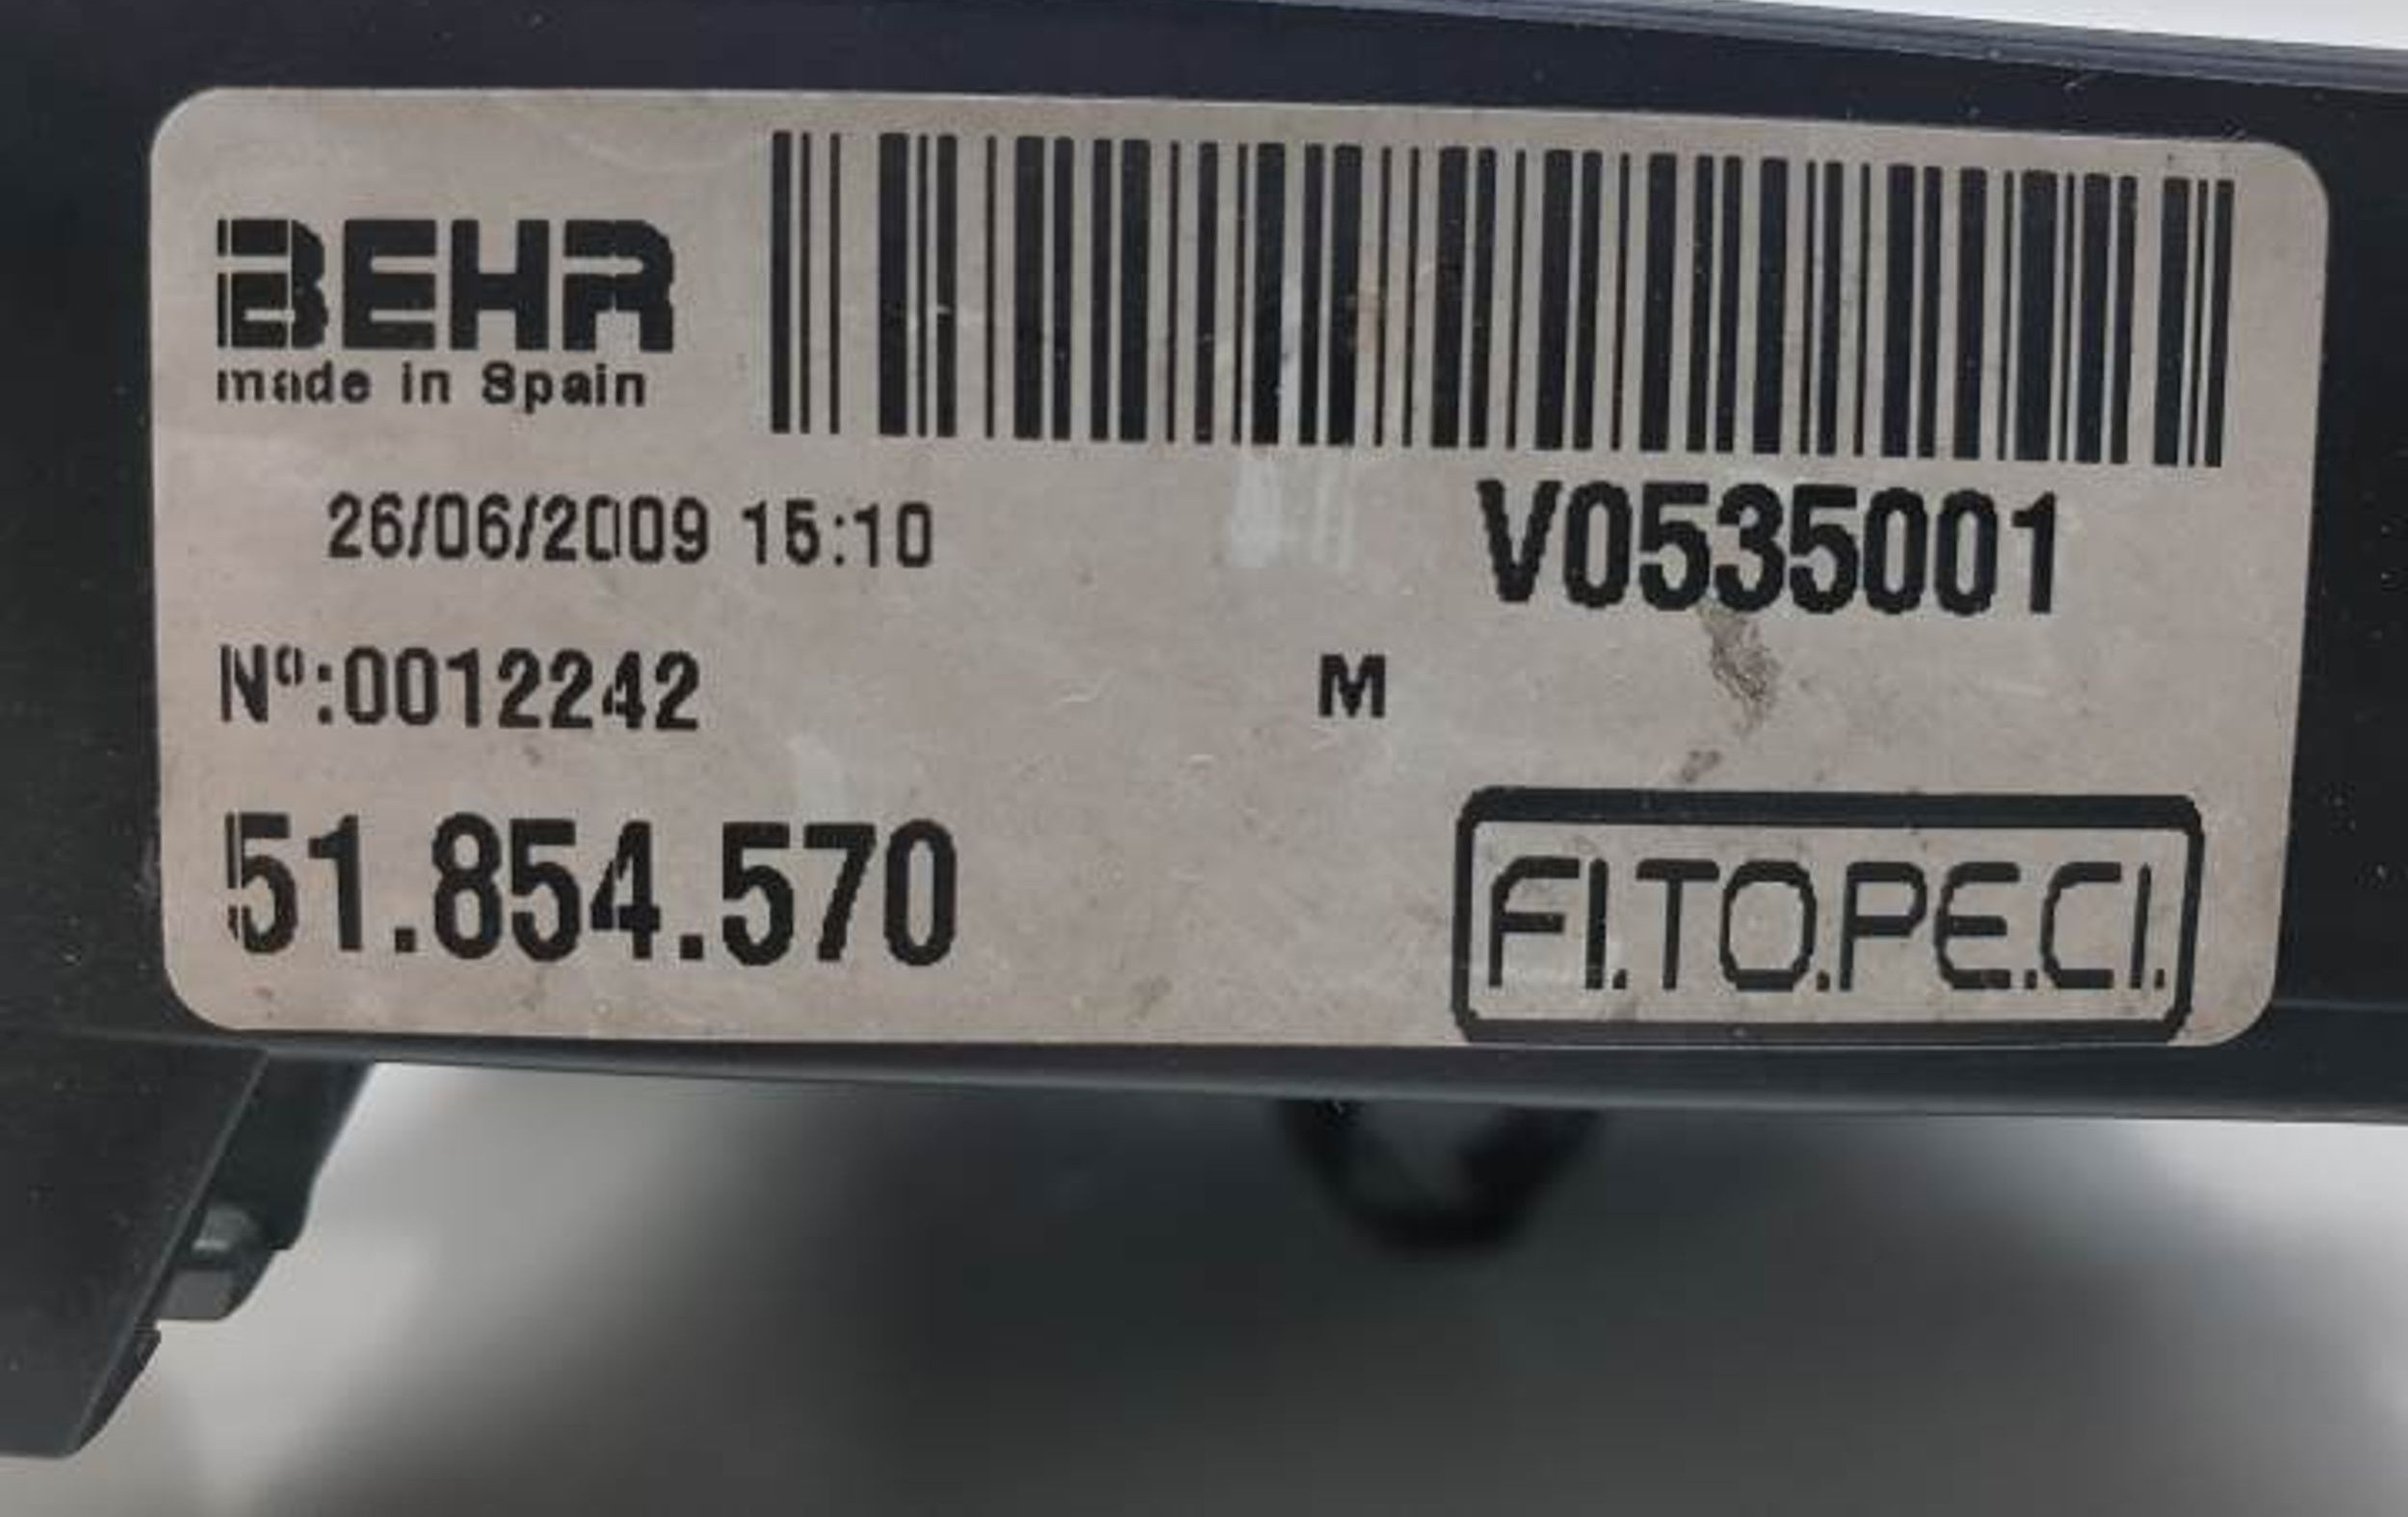 BEHR
made in Spain
26/06/2009 15:10
V0535001
Nº:0012242
M
51.854.570
FI.TO.PE.CI.